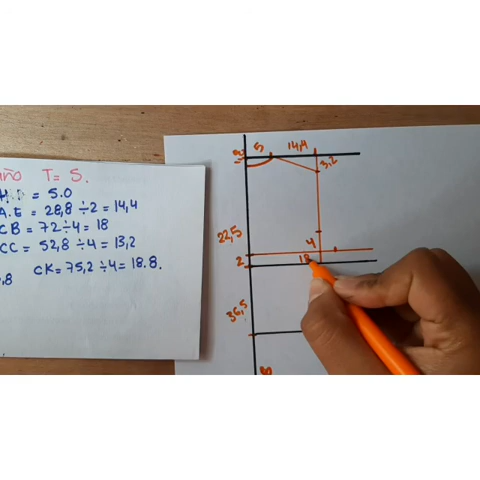 año T= S.
= 5.0
A.E = 28,8 ÷2 = 14,4
CB = 72÷4 = 18
CC = 52,8 ÷4 = 13,2
,8 CK= 75,2 ÷4= 18.8.
5 14,4
3,2
22,5
4
2 18
36,5